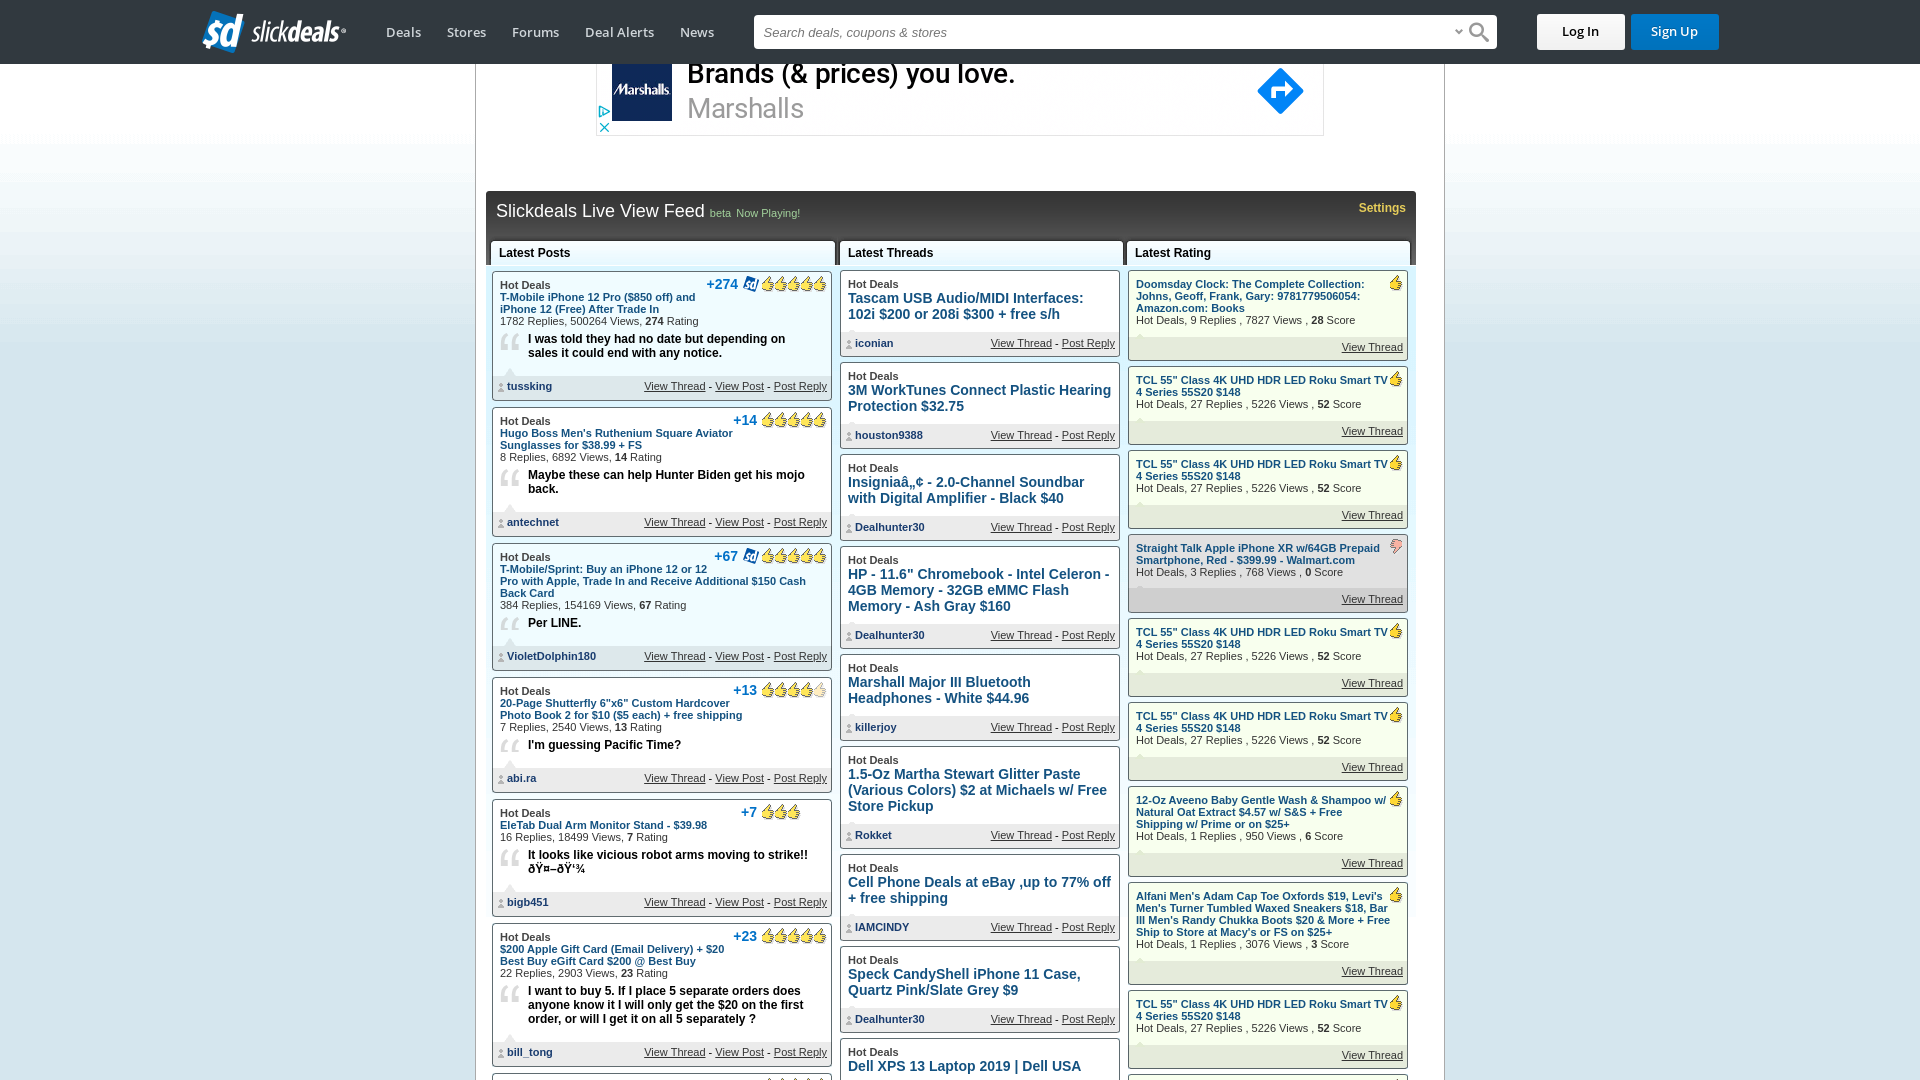 sd slickdeals
Deals
Stores
Forums
Deal Alerts
News
Search deals, coupons & stores
Log In
Sign Up
Brands (& prices) you love.
Marshalls
Marshalls
Slickdeals Live View Feed beta Now Playing!
Settings
Latest Posts
Hot Deals
+274
T-Mobile iPhone 12 Pro ($850 off) and
iPhone 12 (Free) After Trade In
1782 Replies, 500264 Views, 274 Rating
I was told they had no date but depending on
sales it could end with any notice.
tussking
View Thread - View Post - Post Reply
Hot Deals
+14
Hugo Boss Men's Ruthenium Square Aviator
Sunglasses for $38.99 + FS
8 Replies, 6892 Views, 14 Rating
Maybe these can help Hunter Biden get his mojo
back.
antechnet
View Thread - View Post - Post Reply
Hot Deals
+67
T-Mobile/Sprint: Buy an iPhone 12 or 12
Pro with Apple, Trade In and Receive Additional $150 Cash
Back Card
384 Replies, 154169 Views, 67 Rating
Per LINE.
VioletDolphin180
View Thread - View Post - Post Reply
Hot Deals
+13
20-Page Shutterfly 6"x6" Custom Hardcover
Photo Book 2 for $10 ($5 each) + free shipping
7 Replies, 2540 Views, 13 Rating
I'm guessing Pacific Time?
abi.ra
View Thread - View Post - Post Reply
Hot Deals
+7
EleTab Dual Arm Monitor Stand - $39.98
16 Replies, 18499 Views, 7 Rating
It looks like vicious robot arms moving to strike!!
ðŸ¤–ðŸ‘¾
bigb451
View Thread - View Post - Post Reply
Hot Deals
+23
$200 Apple Gift Card (Email Delivery) + $20
Best Buy eGift Card $200 @ Best Buy
22 Replies, 2903 Views, 23 Rating
I want to buy 5. If I place 5 separate orders does
anyone know it I will only get the $20 on the first
order, or will I get it on all 5 separately ?
bill_tong
View Thread - View Post - Post Reply
Latest Threads
Hot Deals
Tascam USB Audio/MIDI Interfaces:
102i $200 or 208i $300 + free s/h
iconian
View Thread - Post Reply
Hot Deals
3M WorkTunes Connect Plastic Hearing
Protection $32.75
houston9388
View Thread - Post Reply
Hot Deals
Insigniaâ„¢ - 2.0-Channel Soundbar
with Digital Amplifier - Black $40
Dealhunter30
View Thread - Post Reply
Hot Deals
HP - 11.6" Chromebook - Intel Celeron -
4GB Memory - 32GB eMMC Flash
Memory - Ash Gray $160
Dealhunter30
View Thread - Post Reply
Hot Deals
Marshall Major III Bluetooth
Headphones - White $44.96
killerjoy
View Thread - Post Reply
Hot Deals
1.5-Oz Martha Stewart Glitter Paste
(Various Colors) $2 at Michaels w/ Free
Store Pickup
Rokket
View Thread - Post Reply
Hot Deals
Cell Phone Deals at eBay ,up to 77% off
+ free shipping
IAMCINDY
View Thread - Post Reply
Hot Deals
Speck CandyShell iPhone 11 Case,
Quartz Pink/Slate Grey $9
Dealhunter30
View Thread - Post Reply
Hot Deals
Dell XPS 13 Laptop 2019 | Dell USA
Latest Rating
Doomsday Clock: The Complete Collection:
Johns, Geoff, Frank, Gary: 9781779506054:
Amazon.com: Books
Hot Deals, 9 Replies , 7827 Views , 28 Score
View Thread
TCL 55" Class 4K UHD HDR LED Roku Smart TV
4 Series 55S20 $148
Hot Deals, 27 Replies , 5226 Views , 52 Score
View Thread
TCL 55" Class 4K UHD HDR LED Roku Smart TV
4 Series 55S20 $148
Hot Deals, 27 Replies , 5226 Views , 52 Score
View Thread
Straight Talk Apple iPhone XR w/64GB Prepaid
Smartphone, Red - $399.99 - Walmart.com
Hot Deals, 3 Replies , 768 Views , 0 Score
View Thread
TCL 55" Class 4K UHD HDR LED Roku Smart TV
4 Series 55S20 $148
Hot Deals, 27 Replies , 5226 Views , 52 Score
View Thread
TCL 55" Class 4K UHD HDR LED Roku Smart TV
4 Series 55S20 $148
Hot Deals, 27 Replies , 5226 Views , 52 Score
View Thread
12-Oz Aveeno Baby Gentle Wash & Shampoo w/
Natural Oat Extract $4.57 w/ S&S + Free
Shipping w/ Prime or on $25+
Hot Deals, 1 Replies , 950 Views , 6 Score
View Thread
Alfani Men's Adam Cap Toe Oxfords $19, Levi's
Men's Turner Tumbled Waxed Sneakers $18, Bar
III Men's Randy Chukka Boots $20 & More + Free
Ship to Store at Macy's or FS on $25+
Hot Deals, 1 Replies , 3076 Views , 3 Score
View Thread
TCL 55" Class 4K UHD HDR LED Roku Smart TV
4 Series 55S20 $148
Hot Deals, 27 Replies , 5226 Views , 52 Score
View Thread